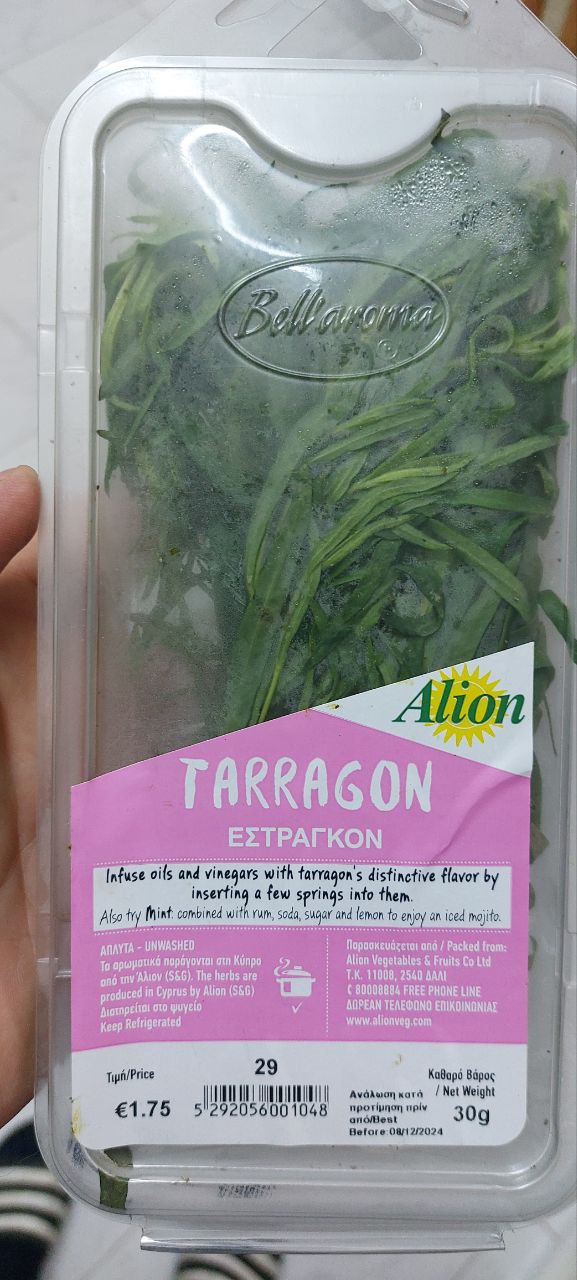 Bell'aroma
®
Alion
TARRAGON
ΕΣΤΡΑΓΚΟΝ
Infuse oils and vinegars with tarragon's distinctive flavor by
inserting a few springs into them.
Also try Mint: combined with rum, soda, sugar and lemon to enjoy an iced mojito.
ΑΠΛΥΤΑ - UNWASHED
Τα αρωματικά παράγονται στη Κύπρο
από την Άλιον (S&G). The herbs are
produced in Cyprus by Alion (S&G)
Διατηρείται στο ψυγείο
Keep Refrigerated
Παρασκευάζεται από / Packed from:
Alion Vegetables & Fruits Co Ltd
Τ.Κ. 11008, 2540 ΔΑΛΙ
80008884 FREE PHONE LINE
ΔΩΡΕΑΝ ΤΕΛΕΦΩΝΟ ΕΠΙΚΟΙΝΩΝΙΑΣ
www.alionveg.com
Τιμή/Price
€1.75
29
5 292056 001048
Ανάλωση κατά
προτίμηση πρίν
από/Best
Before:08/12/2024
Καθαρό Βάρος
/ Net Weight
30g